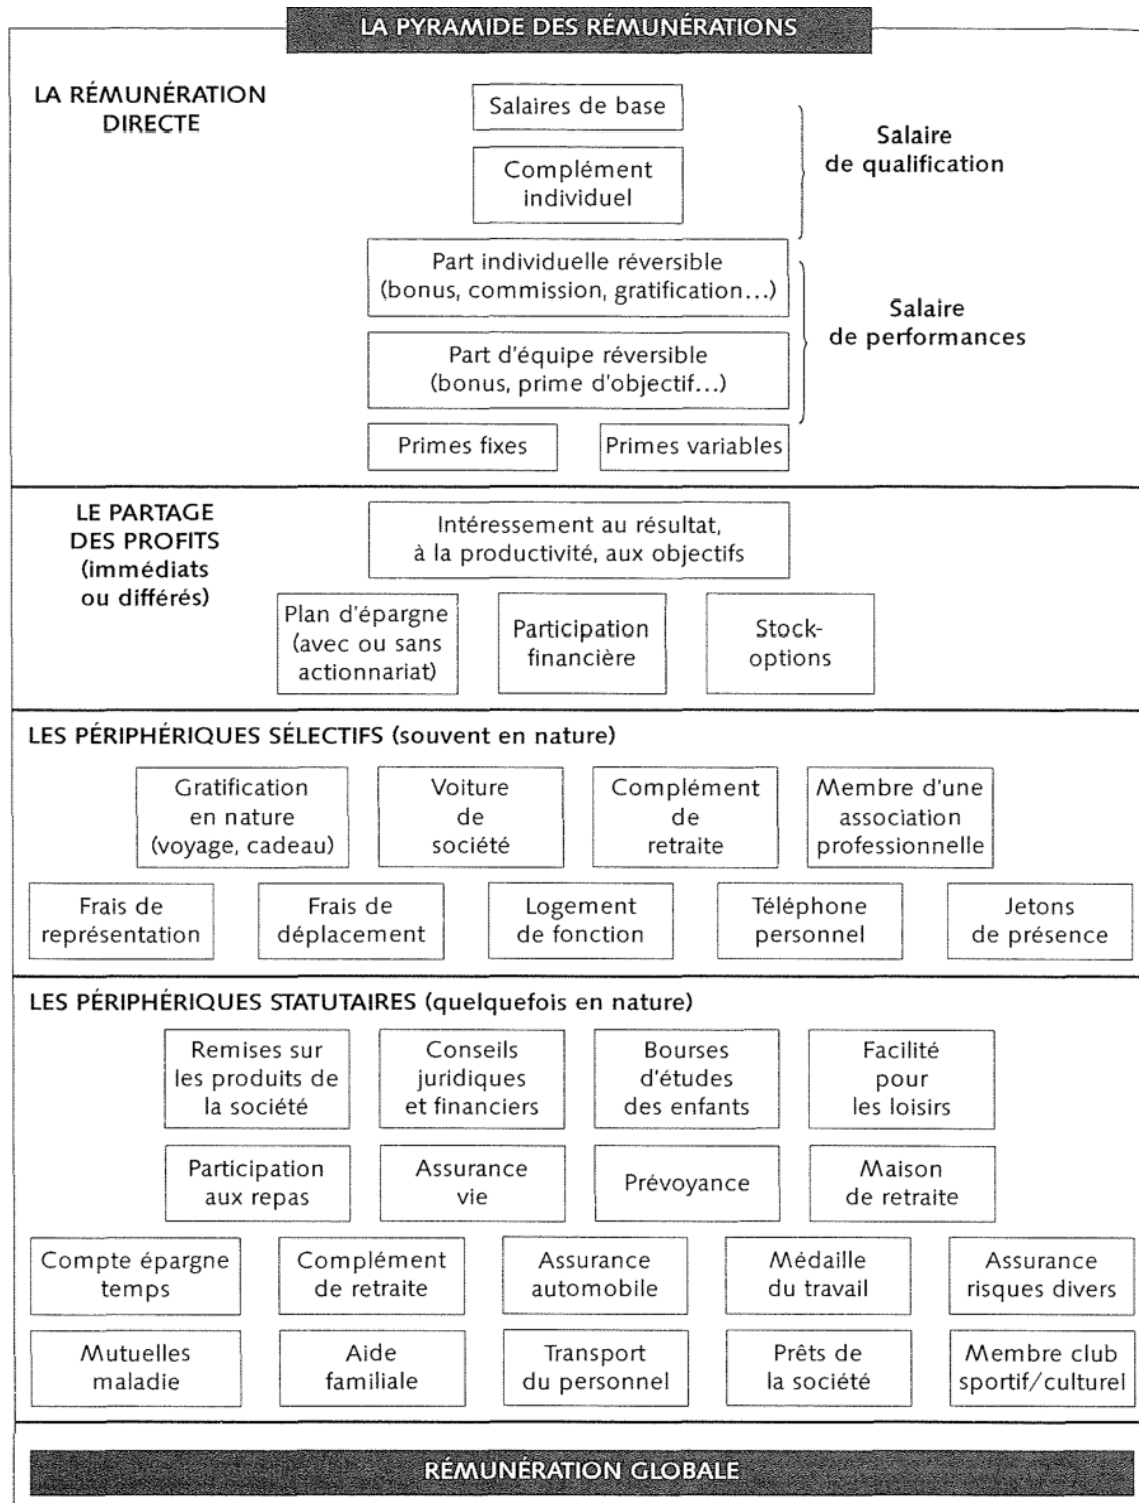 LA PYRAMIDE DES RÉMUNÉRATIONS
LA RÉMUNÉRATION
DIRECTE
Salaires de base
Complément
individuel
Salaire
de qualification
Part individuelle réversible
(bonus, commission, gratification...)
Part d'équipe réversible
(bonus, prime d'objectif...)
Salaire
de performances
Primes fixes
Primes variables
LE PARTAGE
DES PROFITS
(immédiats
ou différés)
Intéressement au résultat,
à la productivité, aux objectifs
Plan d'épargne
(avec ou sans
actionnariat)
Participation
financière
Stock-
options
LES PÉRIPHÉRIQUES SÉLECTIFS (souvent en nature)
Gratification
en nature
(voyage, cadeau)
Voiture
de
société
Complément
de
retraite
Membre d'une
association
professionnelle
Frais de
représentation
Frais de
déplacement
Logement
de fonction
Téléphone
personnel
Jetons
de présence
LES PÉRIPHÉRIQUES STATUTAIRES (quelquefois en nature)
Remises sur
les produits de
la société
Conseils
juridiques
et financiers
Bourses
d'études
des enfants
Facilité
pour
les loisirs
Participation
aux repas
Assurance
vie
Prévoyance
Maison
de retraite
Compte épargne
temps
Complément
de retraite
Assurance
automobile
Médaille
du travail
Assurance
risques divers
Mutuelles
maladie
Aide
familiale
Transport
du personnel
Prêts de
la société
Membre club
sportif/culturel
RÉMUNÉRATION GLOBALE